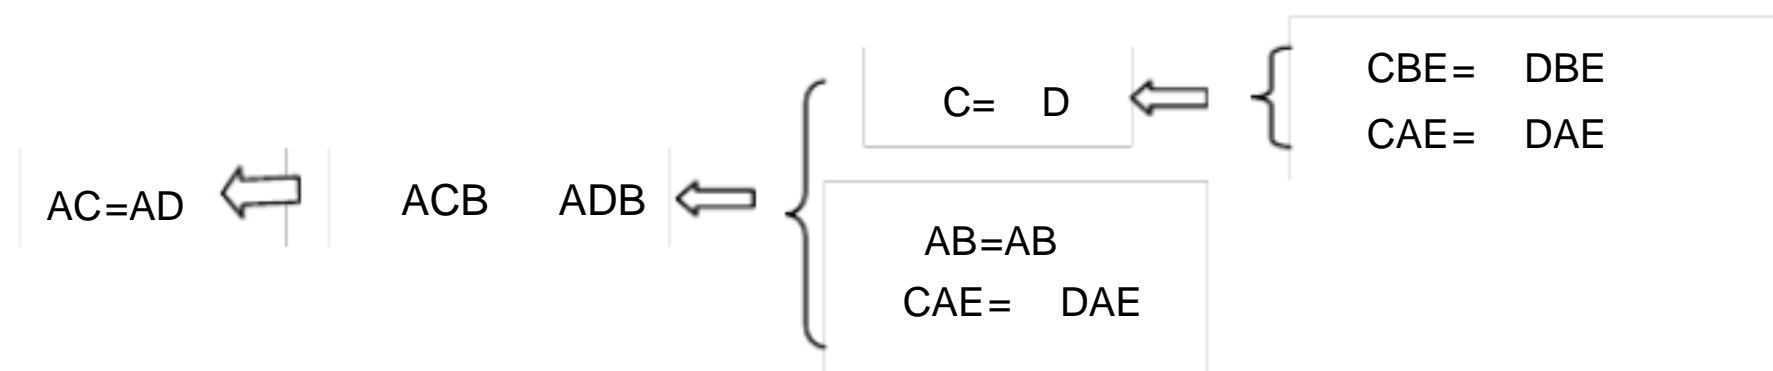 AC=AD
ACB ADB
C= D
AB=AB
CAE= DAE
CBE= DBE
CAE= DAE